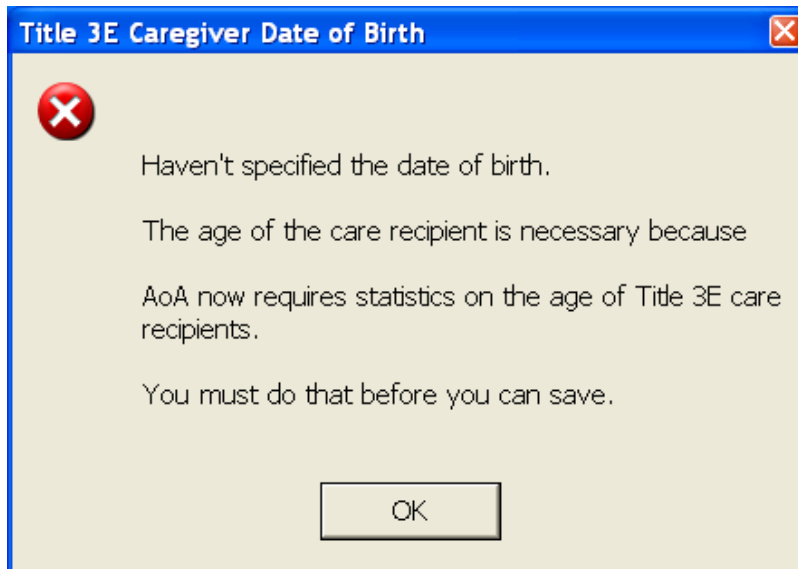 Title 3E Caregiver Date of Birth
Haven't specified the date of birth.
The age of the care recipient is necessary because
AoA now requires statistics on the age of Title 3E care
recipients.
You must do that before you can save.
OK